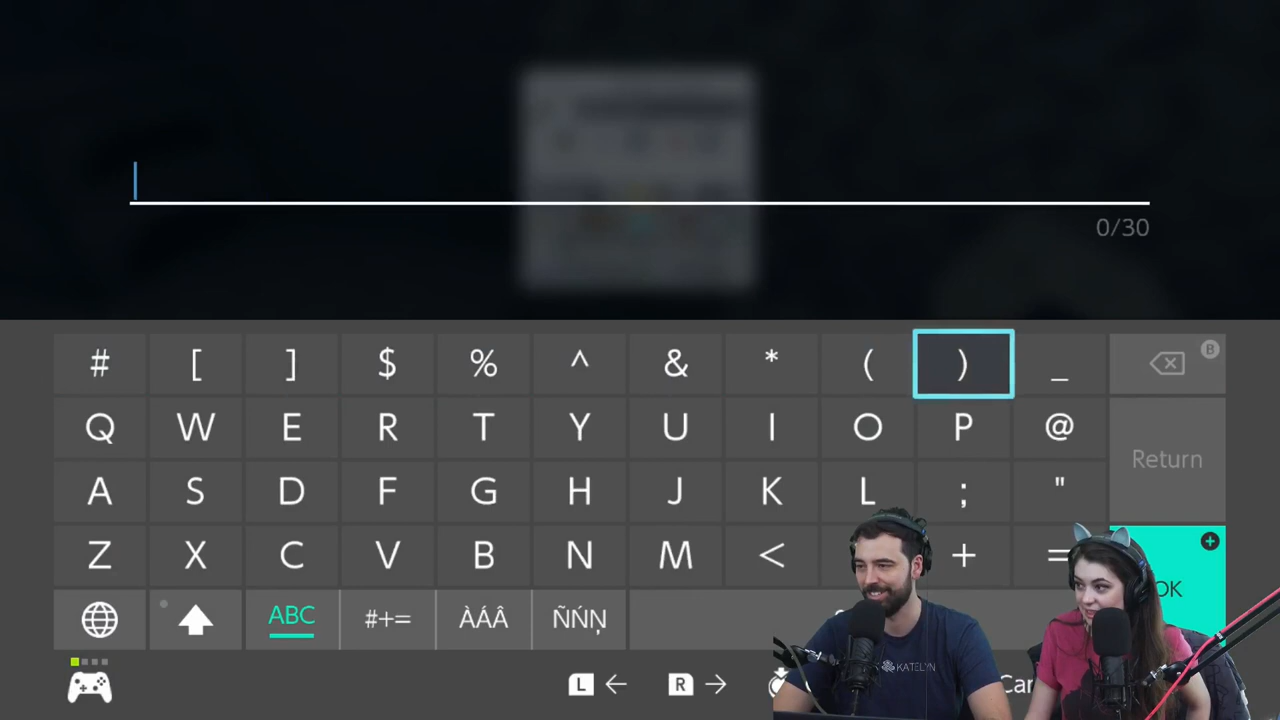 0/30
# [ ] $ % ^ & * ( ) _ B
Q W E R T Y U I O P @
Return
A S D F G H J K L ; "
Z X C V B N M < + = +
OK
ABC #+= ÀÁÂ ÑŃŅ
L ← R →
KATELYN